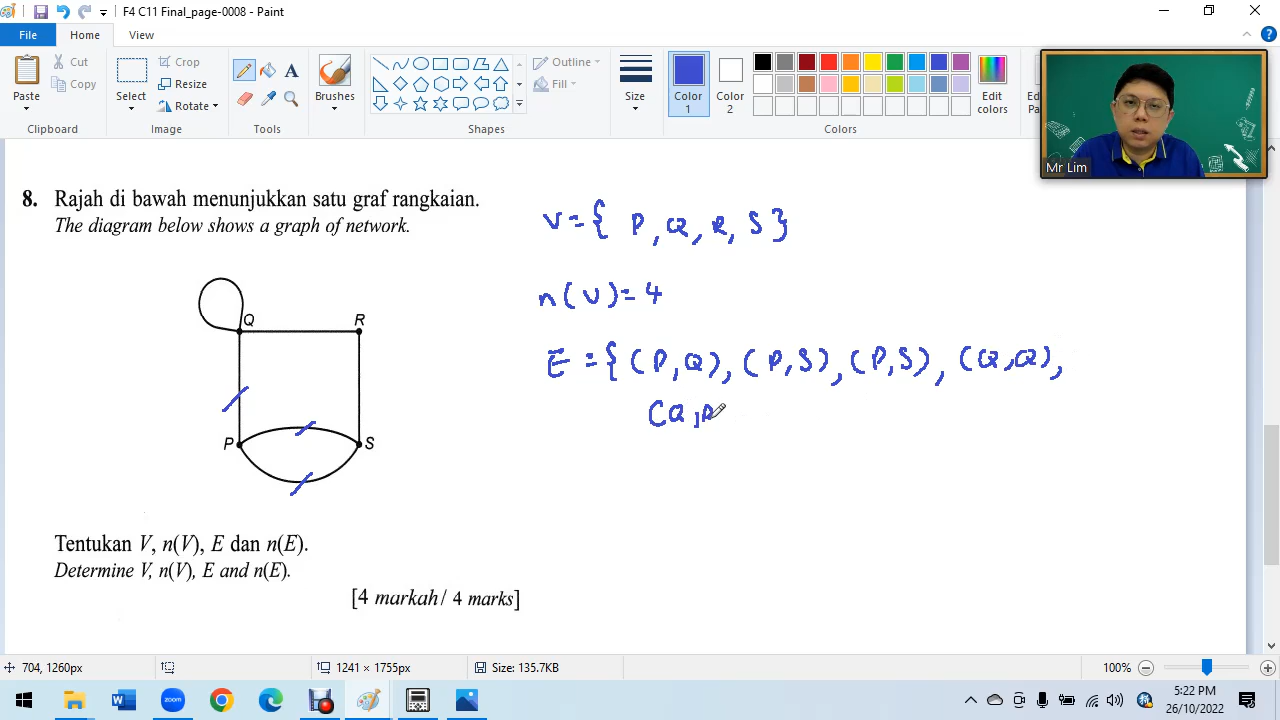 F4 C11 Final_page-0008 - Paint
File Home View
Paste Cut Copy Clipboard
Select Crop Resize Rotate Image
Tools
Brushes
Outline Fill Shapes
Size
Color 1 Color 2 Edit colors Colors
Mr Lim
8. Rajah di bawah menunjukkan satu graf rangkaian.
The diagram below shows a graph of network.
Q R
P S
Tentukan V, n(V), E dan n(E).
Determine V, n(V), E and n(E).
[4 markah / 4 marks]
V = { P, Q, R, S }
n(V) = 4
E = { (P,Q), (P,S), (P,S), (Q,Q),
(Q,
704, 1260px 1241 × 1755px Size: 135.7KB 100%
zoom
5:22 PM
26/10/2022